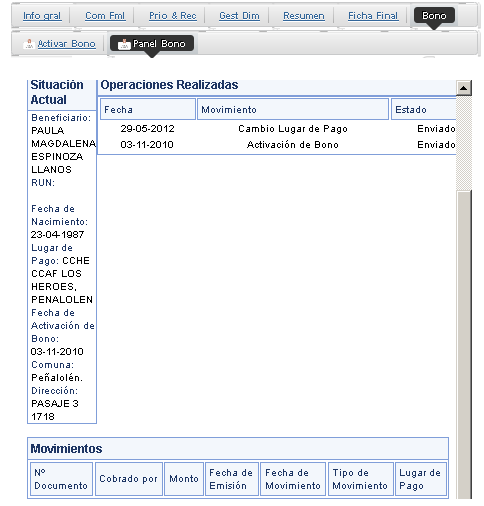 Info gral Com Fml Prio & Rec Gest Dim Resumen Ficha Final Bono
Activar Bono Panel Bono
Situación
Actual
Beneficiario:
PAULA
MAGDALENA
ESPINOZA
LLANOS
RUN:
Fecha de
Nacimiento:
23-04-1987
Lugar de
Pago: CCHE
CCAF LOS
HEROES,
PENALOLEN
Fecha de
Activación de
Bono:
03-11-2010
Comuna:
Peñalolén.
Dirección:
PASAJE 3
1718
Operaciones Realizadas
Fecha Movimiento Estado
29-05-2012 Cambio Lugar de Pago Enviado
03-11-2010 Activación de Bono Enviado
Movimientos
Nº
Documento
Cobrado por
Monto
Fecha de
Emisión
Fecha de
Movimiento
Tipo de
Movimiento
Lugar de
Pago